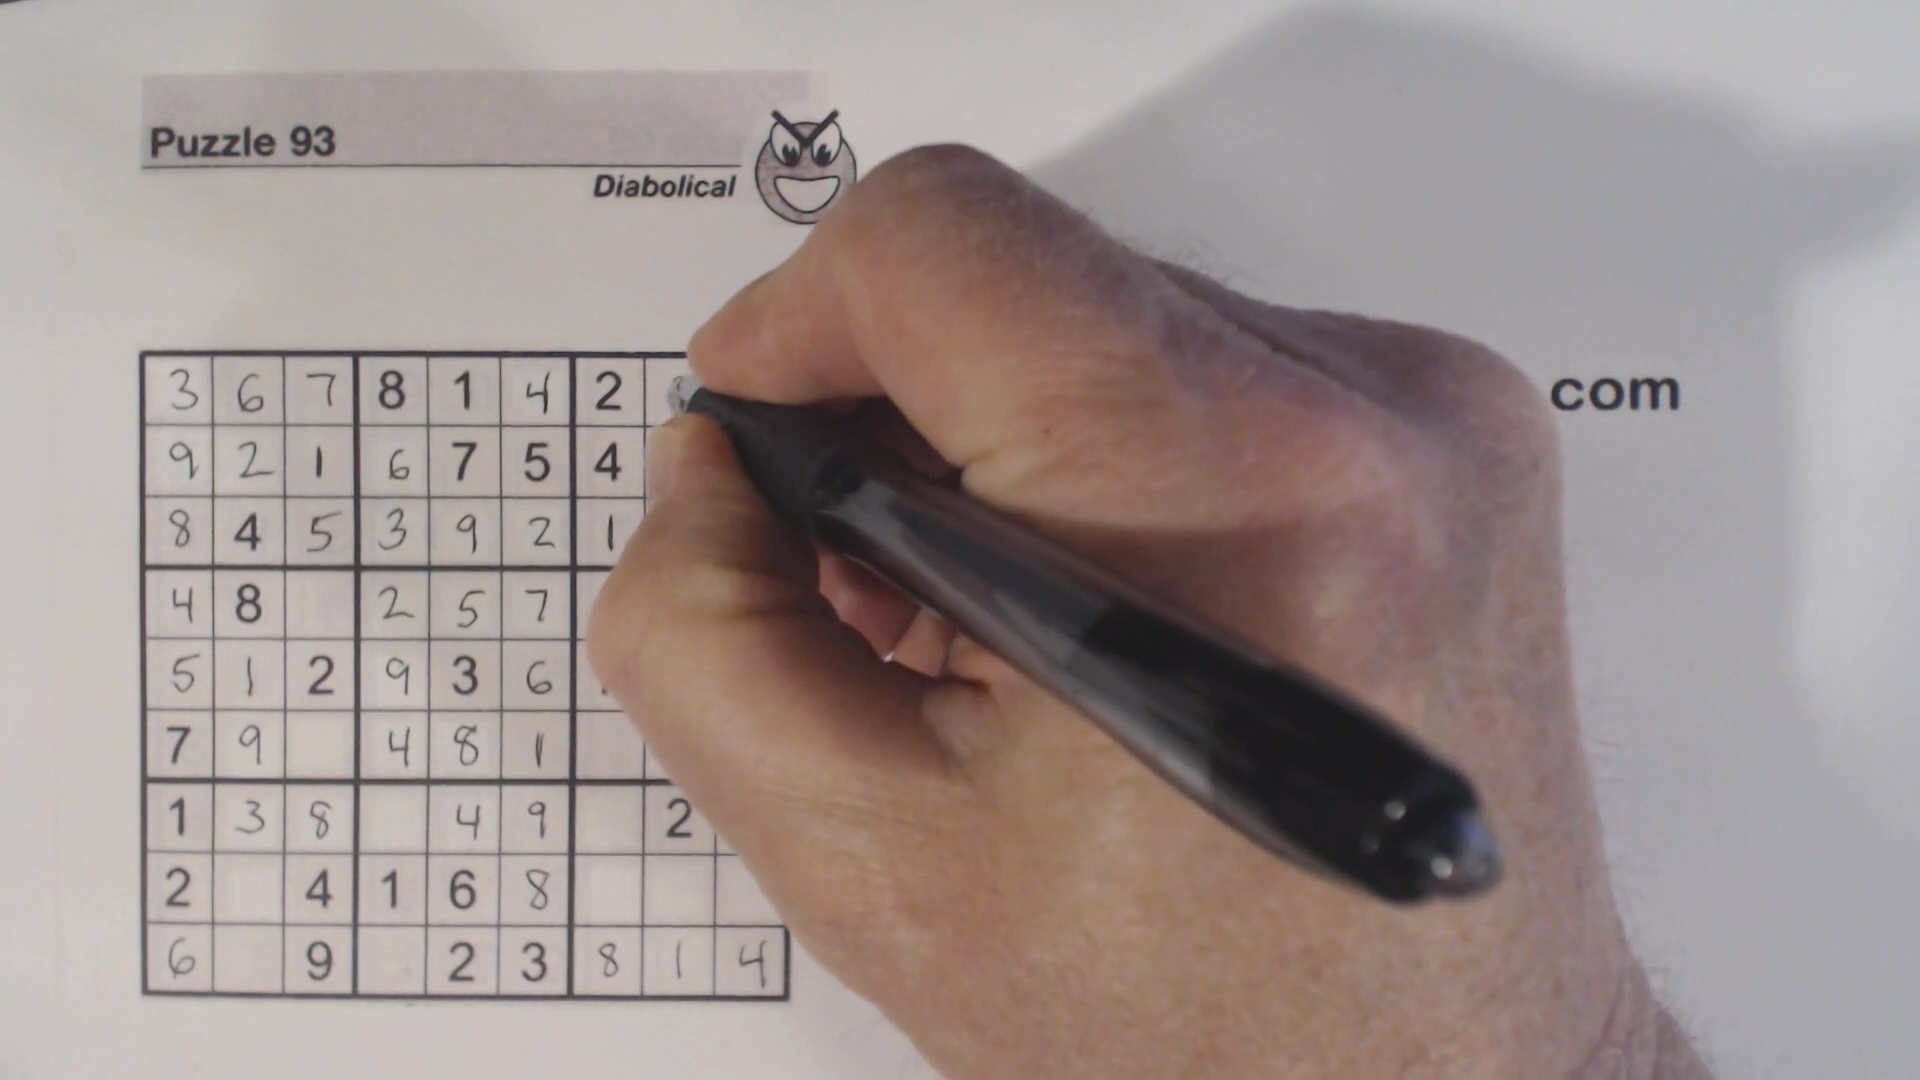 Puzzle 93
Diabolical
com
3 6 7 8 1 4 2
9 2 1 6 7 5 4
8 4 5 3 9 2 1
4 8 2 5 7
5 1 2 9 3 6
7 9 4 8 1
1 3 8 4 9 2
2 4 1 6 8
6 9 2 3 8 1 4